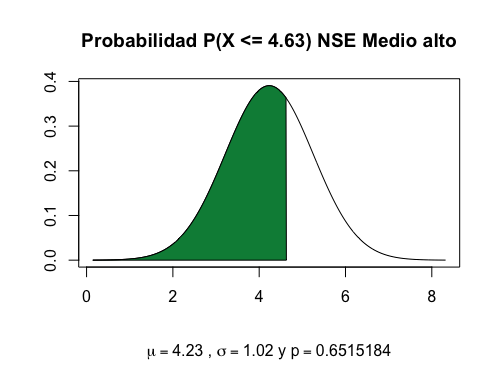 Probabilidad P(X <= 4.63) NSE Medio alto
0.4
0.3
0.2
0.1
0.0
0 2 4 6 8
μ = 4.23 , σ = 1.02 y p = 0.6515184